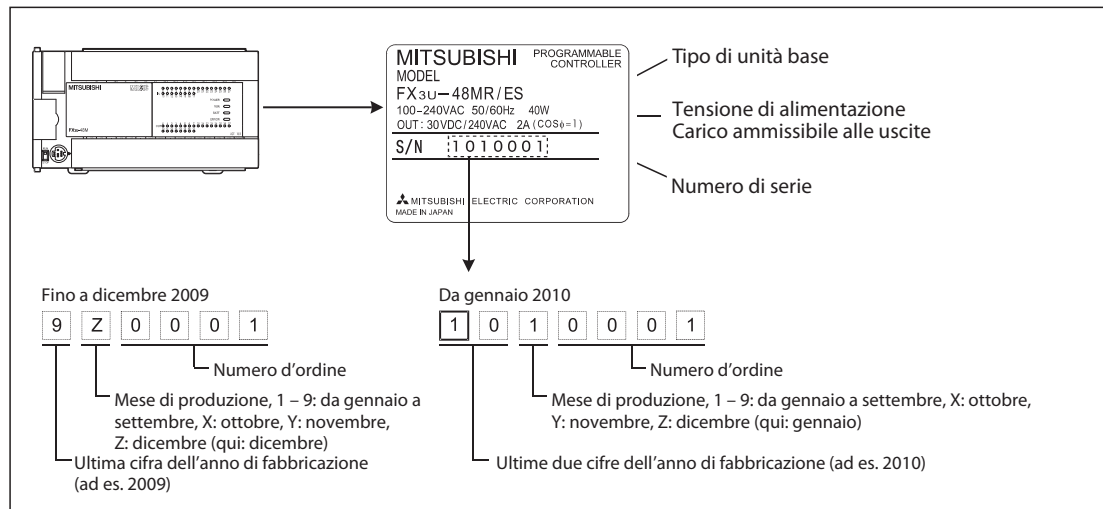 MITSUBISHI
FX3U-48M
POWER
RUN
BATT
ERROR
MITSUBISHI PROGRAMMABLE CONTROLLER
MODEL
FX3U-48MR/ES
100-240VAC 50/60Hz 40W
OUT: 30VDC/240VAC 2A (COSφ=1)
S/N 1010001
MITSUBISHI ELECTRIC CORPORATION
MADE IN JAPAN
Tipo di unità base
Tensione di alimentazione
Carico ammissibile alle uscite
Numero di serie
Fino a dicembre 2009
9 Z 0 0 0 1
Numero d'ordine
Mese di produzione, 1 – 9: da gennaio a
settembre, X: ottobre, Y: novembre,
Z: dicembre (qui: dicembre)
Ultima cifra dell'anno di fabbricazione
(ad es. 2009)
Da gennaio 2010
1 0 1 0 0 0 1
Numero d'ordine
Mese di produzione, 1 – 9: da gennaio a settembre, X: ottobre,
Y: novembre, Z: dicembre (qui: gennaio)
Ultime due cifre dell'anno di fabbricazione (ad es. 2010)